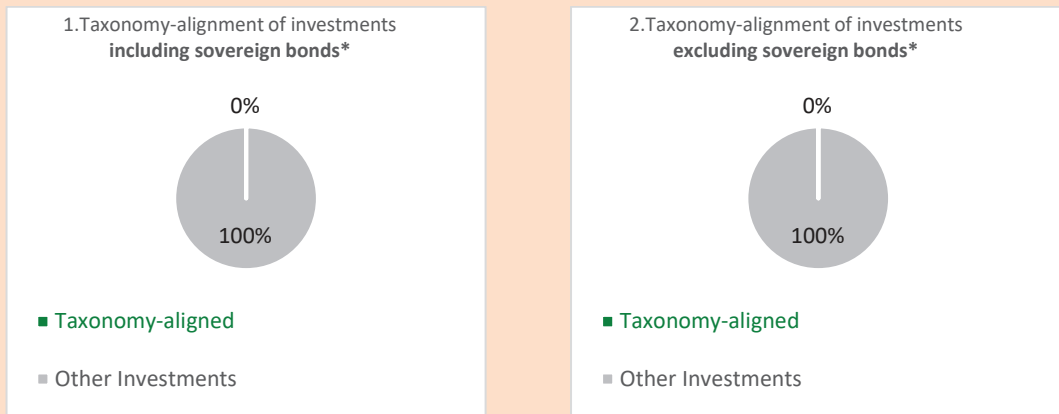 1.Taxonomy-alignment of investments
including sovereign bonds*
0%
100%
Taxonomy-aligned
Other Investments
2.Taxonomy-alignment of investments
excluding sovereign bonds*
0%
100%
Taxonomy-aligned
Other Investments